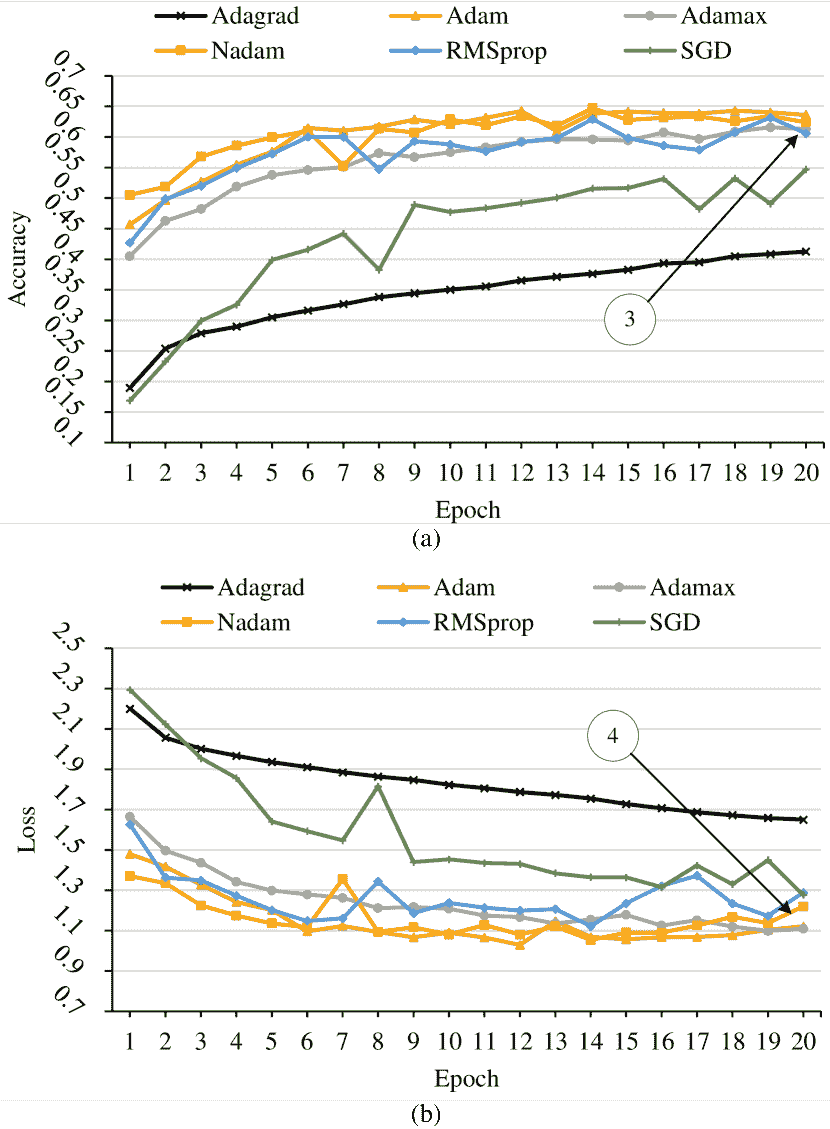 Adagrad Adam Adamax
Nadam RMSprop SGD
0.7
0.65
0.6
0.55
0.5
0.45
0.4
0.35
0.3
0.25
0.2
0.15
0.1
Accuracy
3
1 2 3 4 5 6 7 8 9 10 11 12 13 14 15 16 17 18 19 20
Epoch
(a)
Adagrad Adam Adamax
Nadam RMSprop SGD
2.5
2.3
2.1
1.9
1.7
1.5
1.3
1.1
0.9
0.7
Loss
4
1 2 3 4 5 6 7 8 9 10 11 12 13 14 15 16 17 18 19 20
Epoch
(b)